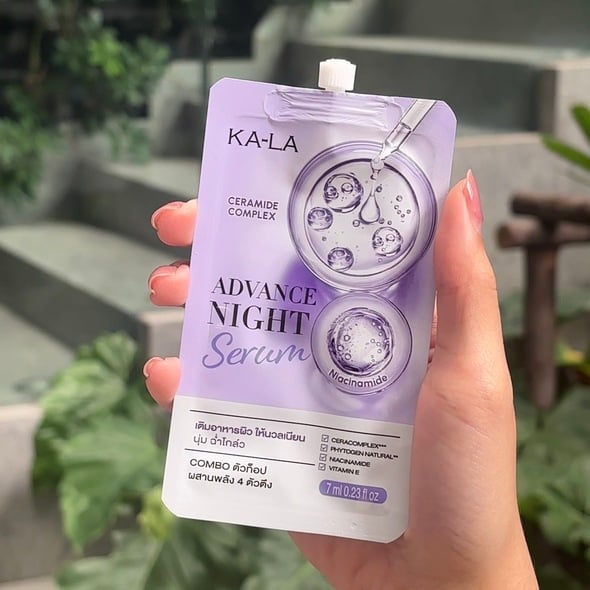 KA-LA
CERAMIDE
COMPLEX
ADVANCE
NIGHT
Serum
Niacinamide
เติมอาหารผิว ให้นวลเนียน
นุ่ม ฉ่ำโกลว์
COMBO ตัวท็อป
ผสานพลัง 4 ตัวตึง
☑ CERACOMPLEX***
☑ PHYTOGEN NATURAL**
☑ NIACINAMIDE
☑ VITAMIN E
7 ml 0.23 fl oz